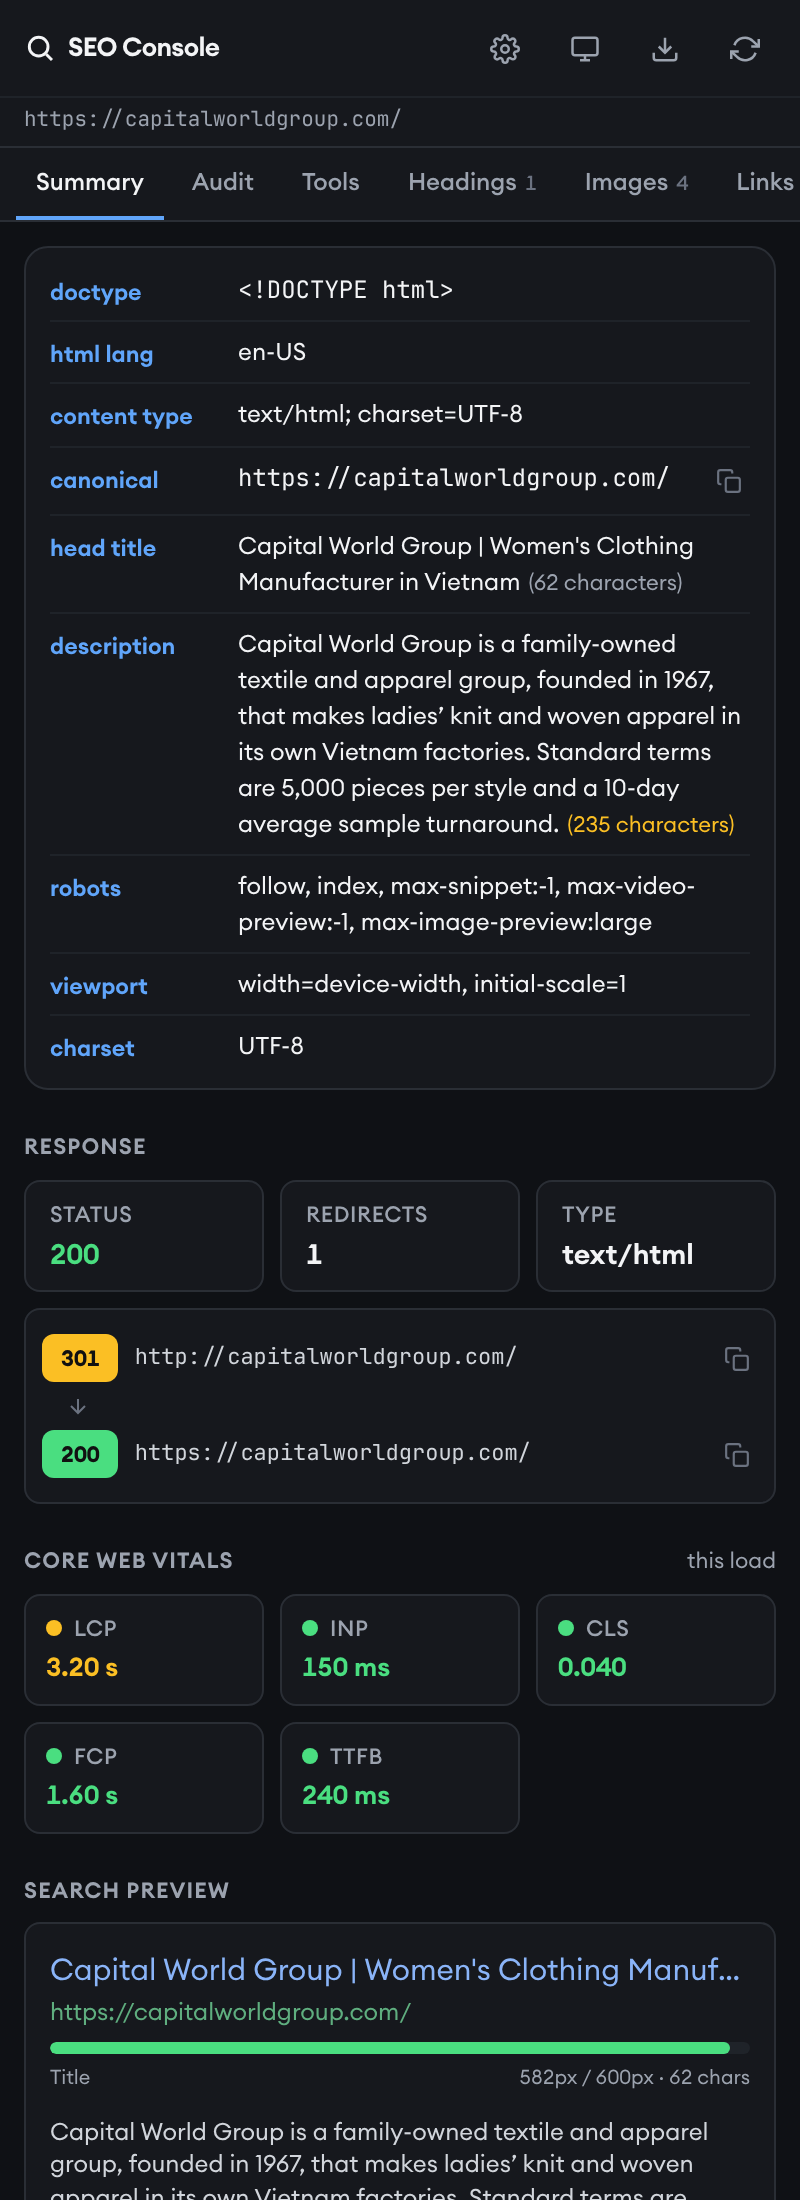 SEO Console
https://capitalworldgroup.com/
Summary Audit Tools Headings 1 Images 4 Links
doctype <!DOCTYPE html>
html lang en-US
content type text/html; charset=UTF-8
canonical https://capitalworldgroup.com/
head title Capital World Group | Women's Clothing
Manufacturer in Vietnam (62 characters)
description Capital World Group is a family-owned
textile and apparel group, founded in 1967,
that makes ladies’ knit and woven apparel in
its own Vietnam factories. Standard terms
are 5,000 pieces per style and a 10-day
average sample turnaround. (235 characters)
robots follow, index, max-snippet:-1, max-video-
preview:-1, max-image-preview:large
viewport width=device-width, initial-scale=1
charset UTF-8
RESPONSE
STATUS REDIRECTS TYPE
200 1 text/html
301 http://capitalworldgroup.com/
↓
200 https://capitalworldgroup.com/
CORE WEB VITALS this load
LCP INP CLS
3.20 s 150 ms 0.040
FCP TTFB
1.60 s 240 ms
SEARCH PREVIEW
Capital World Group | Women's Clothing Manuf...
https://capitalworldgroup.com/
Title 582px / 600px · 62 chars
Capital World Group is a family-owned textile and apparel
group, founded in 1967, that makes ladies’ knit and woven
apparel in its own Vietnam factories. Standard terms are